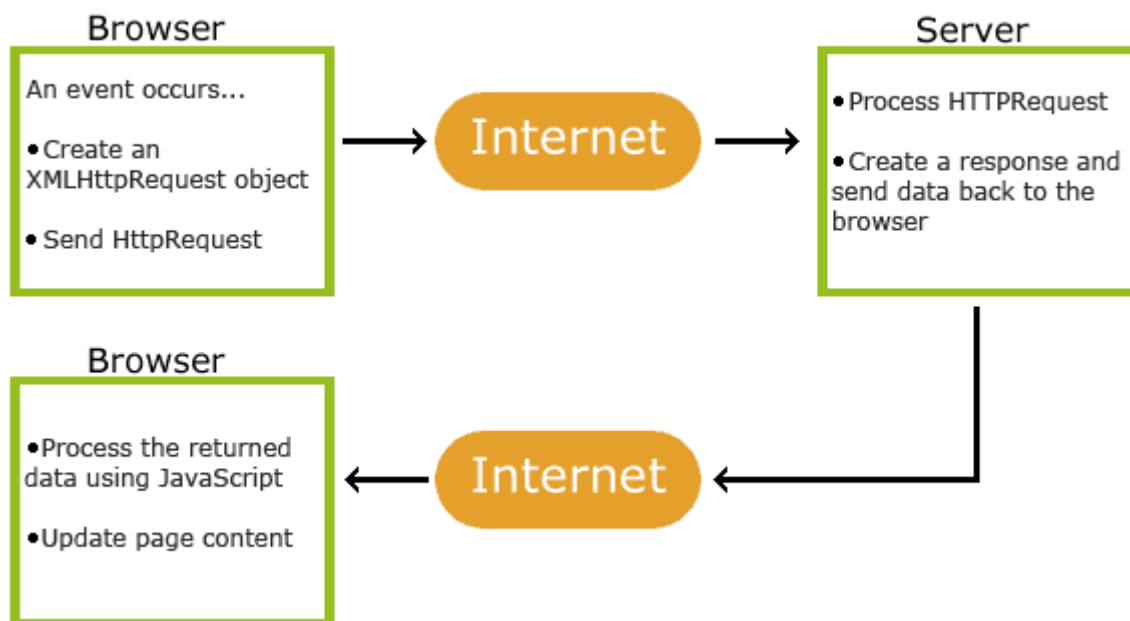 Browser
An event occurs...
•Create an
XMLHttpRequest object
• Send HttpRequest
Internet
Server
•Process HTTPRequest
•Create a response and
send data back to the
browser
Browser
•Process the returned
data using JavaScript
•Update page content
Internet